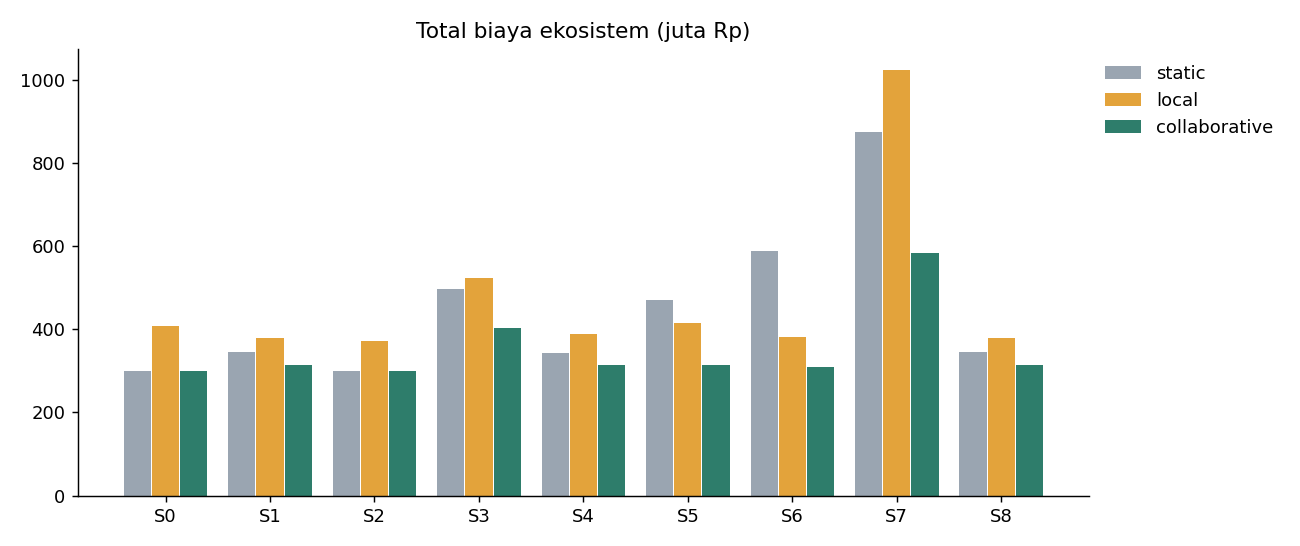 Total biaya ekosistem (juta Rp)
static
local
collaborative
1000
800
600
400
200
0
S0 S1 S2 S3 S4 S5 S6 S7 S8